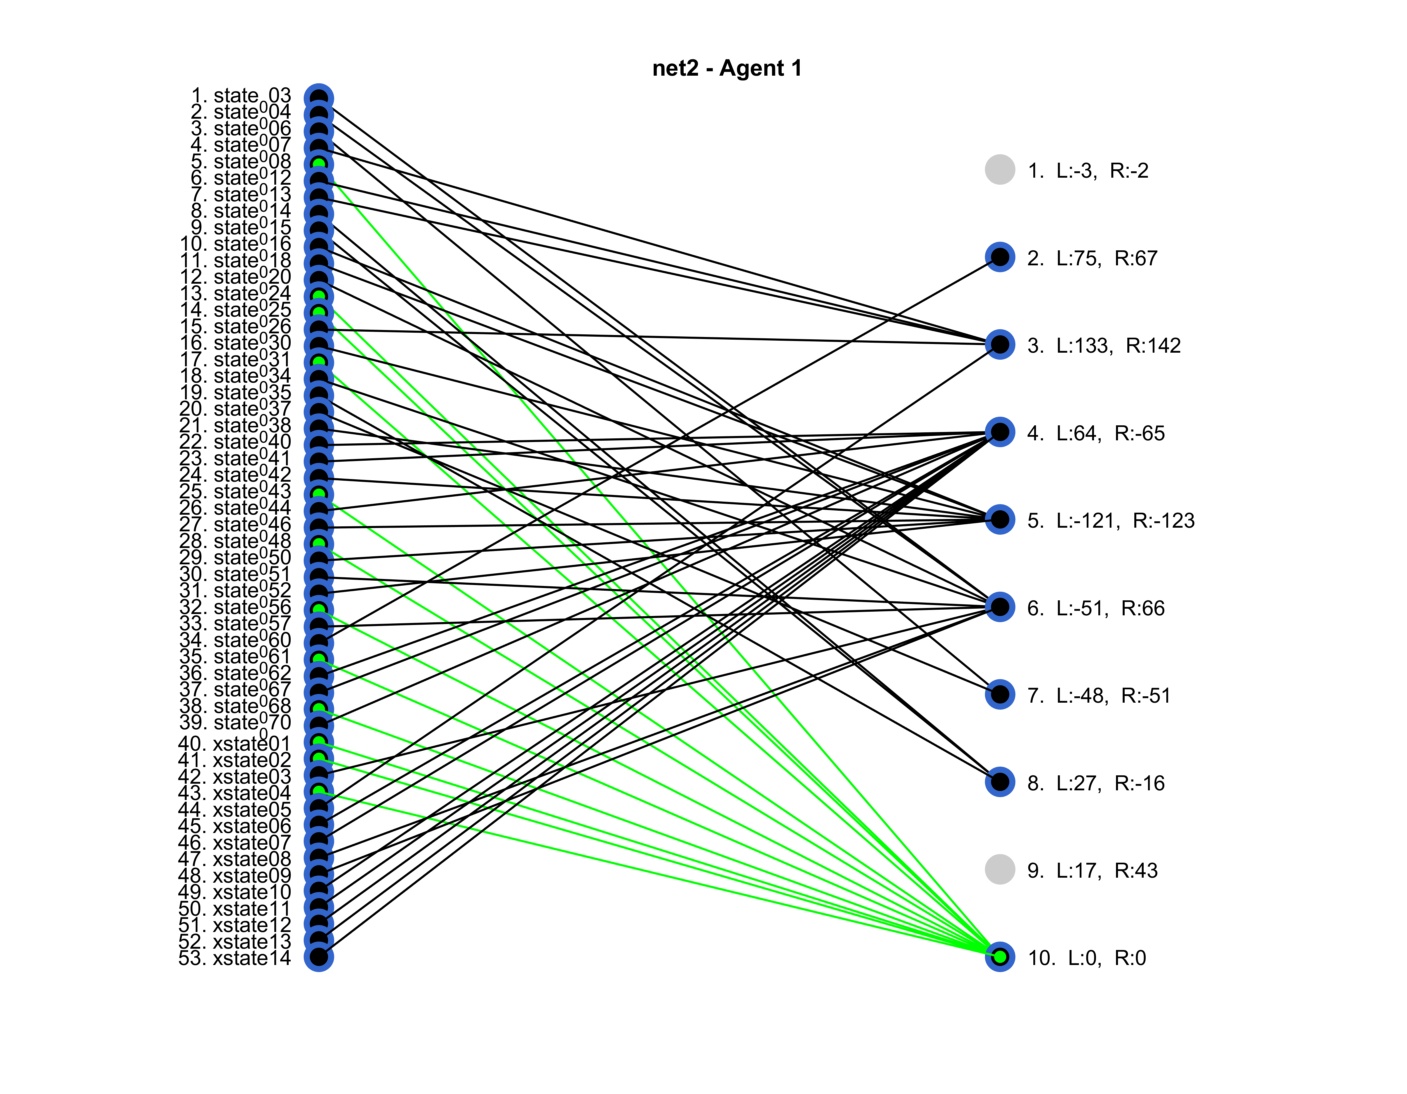 net2 - Agent 1
1. state₀03
2. state₀04
3. state₀06
4. state₀07
5. state₀08
6. state₀12
7. state₀13
8. state₀14
9. state₀15
10. state₀16
11. state₀18
12. state₀20
13. state₀24
14. state₀25
15. state₀26
16. state₀30
17. state₀31
18. state₀34
19. state₀35
20. state₀37
21. state₀38
22. state₀40
23. state₀41
24. state₀42
25. state₀43
26. state₀44
27. state₀46
28. state₀48
29. state₀50
30. state₀51
31. state₀52
32. state₀56
33. state₀57
34. state₀60
35. state₀61
36. state₀62
37. state₀67
38. state₀68
39. state₀70
40. xstate01
41. xstate02
42. xstate03
43. xstate04
44. xstate05
45. xstate06
46. xstate07
47. xstate08
48. xstate09
49. xstate10
50. xstate11
51. xstate12
52. xstate13
53. xstate14
1. L:-3, R:-2
2. L:75, R:67
3. L:133, R:142
4. L:64, R:-65
5. L:-121, R:-123
6. L:-51, R:66
7. L:-48, R:-51
8. L:27, R:-16
9. L:17, R:43
10. L:0, R:0